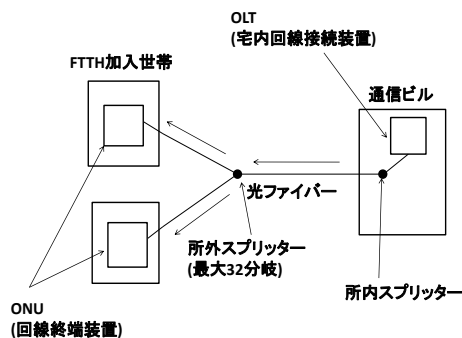 OLT
(宅内回線接続装置)
FTTH加入世帯
通信ビル
光ファイバー
所外スプリッター
(最大32分岐)
所内スプリッター
ONU
(回線終端装置)